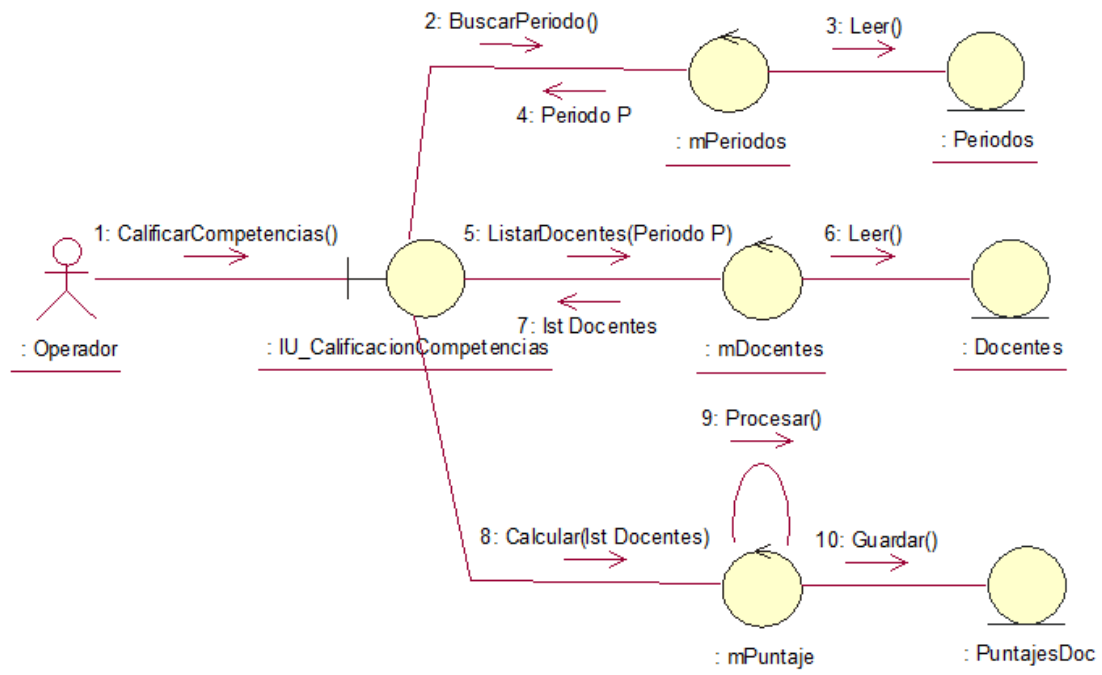 2: BuscarPeriodo()
3: Leer()
4: Periodo P
: mPeriodos
: Periodos
1: CalificarCompetencias()
5: ListarDocentes(Periodo P)
6: Leer()
7: lst Docentes
: Operador
: IU_CalificacionCompetencias
: mDocentes
: Docentes
9: Procesar()
8: Calcular(lst Docentes)
10: Guardar()
: mPuntaje
: PuntajesDoc